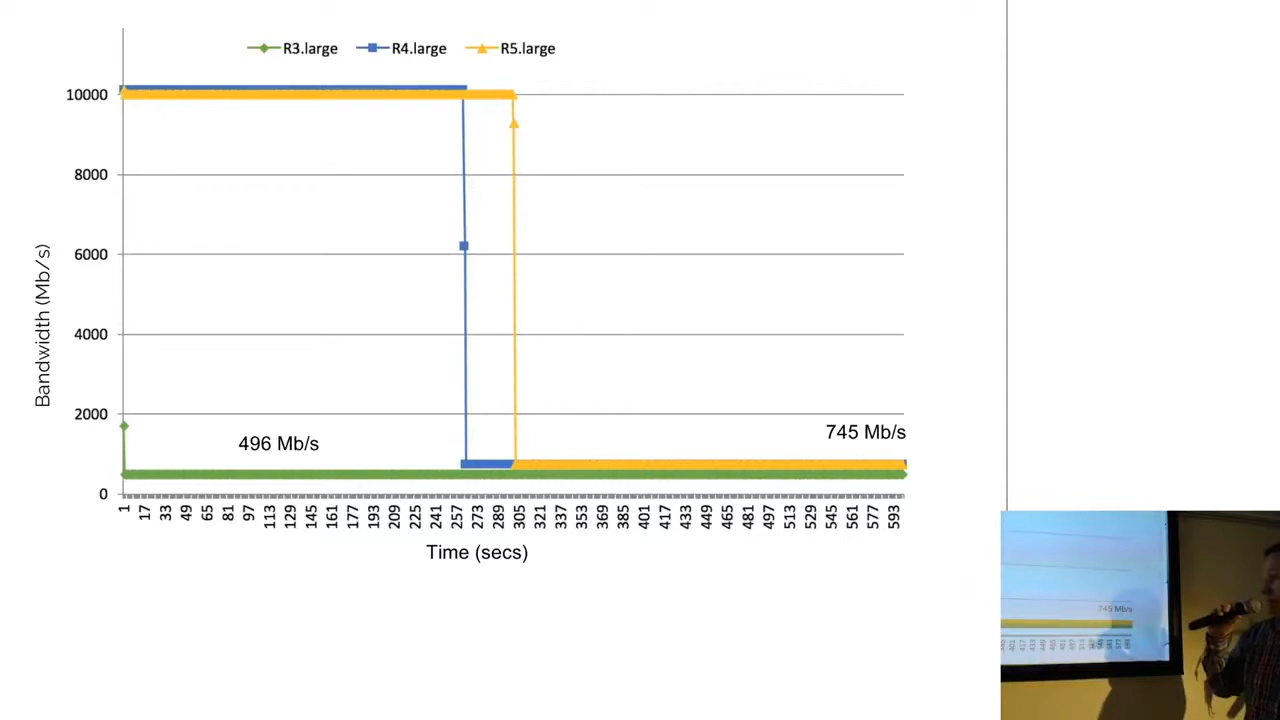 R3.large R4.large R5.large
10000
8000
6000
4000
2000
0
Bandwidth (Mb/s)
496 Mb/s
745 Mb/s
1 17 33 49 65 81 97 113 129 145 161 177 193 209 225 241 257 273 289 305 321 337 353 369 385 401 417 433 449 465 481 497 513 529 545 561 577 593
Time (secs)
745 Mb/s